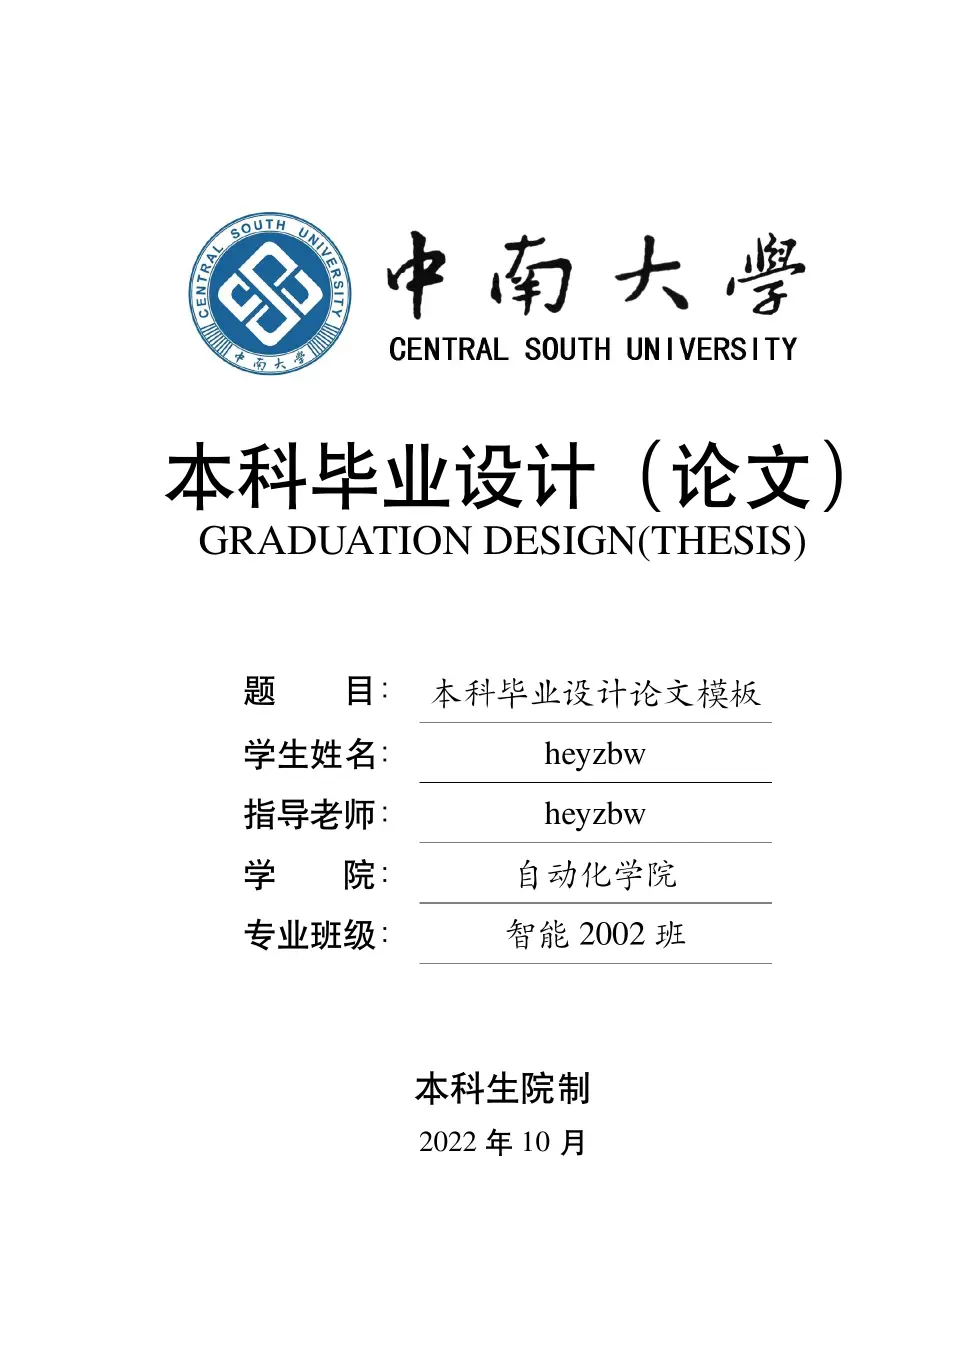 CENTRAL SOUTH UNIVERSITY
中南大学
中南大學
CENTRAL SOUTH UNIVERSITY
本科毕业设计（论文）
GRADUATION DESIGN(THESIS)
题 目： 本科毕业设计论文模板
学生姓名： heyzbw
指导老师： heyzbw
学 院： 自动化学院
专业班级： 智能 2002 班
本科生院制
2022 年 10 月